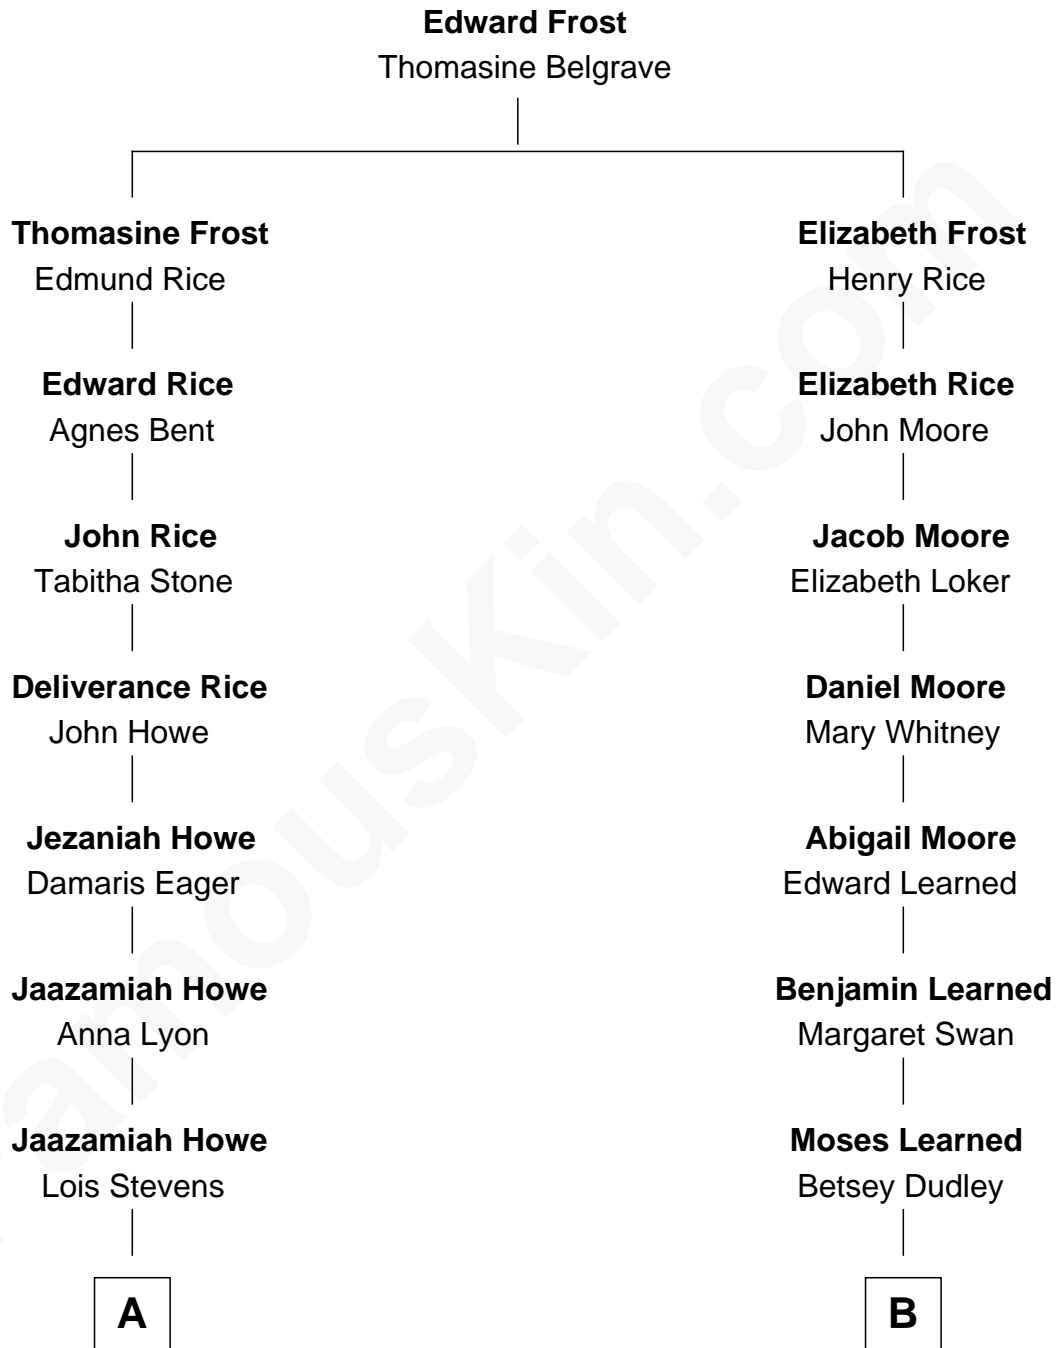 Edward Frost
Thomasine Belgrave
Thomasine Frost
Edmund Rice
Elizabeth Frost
Henry Rice
Edward Rice
Agnes Bent
Elizabeth Rice
John Moore
John Rice
Tabitha Stone
Jacob Moore
Elizabeth Loker
Deliverance Rice
John Howe
Daniel Moore
Mary Whitney
Jezaniah Howe
Damaris Eager
Abigail Moore
Edward Learned
Jaazamiah Howe
Anna Lyon
Benjamin Learned
Margaret Swan
Jaazamiah Howe
Lois Stevens
Moses Learned
Betsey Dudley
A
B
FamousKin.com